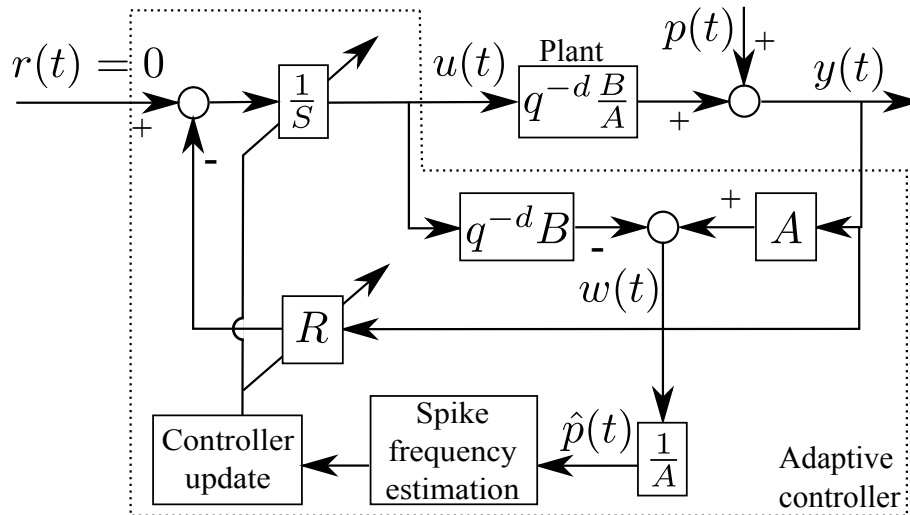 r(t) = 0
+
-
1/S
u(t)
Plant
q^{-d} B/A
+
p(t)
+
y(t)
q^{-d}B
-
+
A
w(t)
R
Controller
update
Spike
frequency
estimation
p̂(t)
1/A
Adaptive
controller